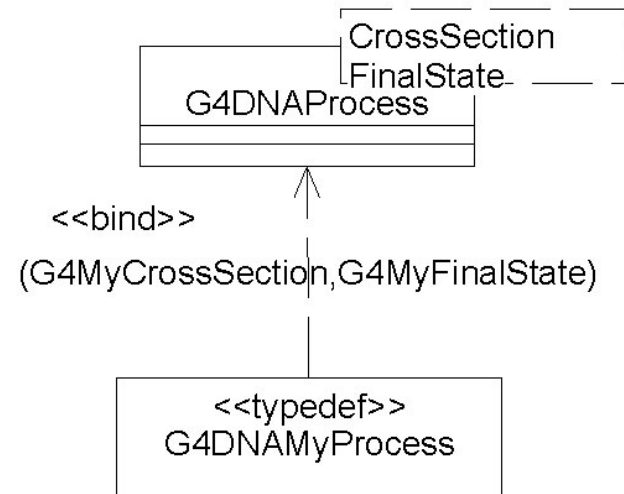 CrossSection
FinalState
G4DNAProcess
<<bind>>
(G4MyCrossSection,G4MyFinalState)
<<typedef>>
G4DNAMyProcess